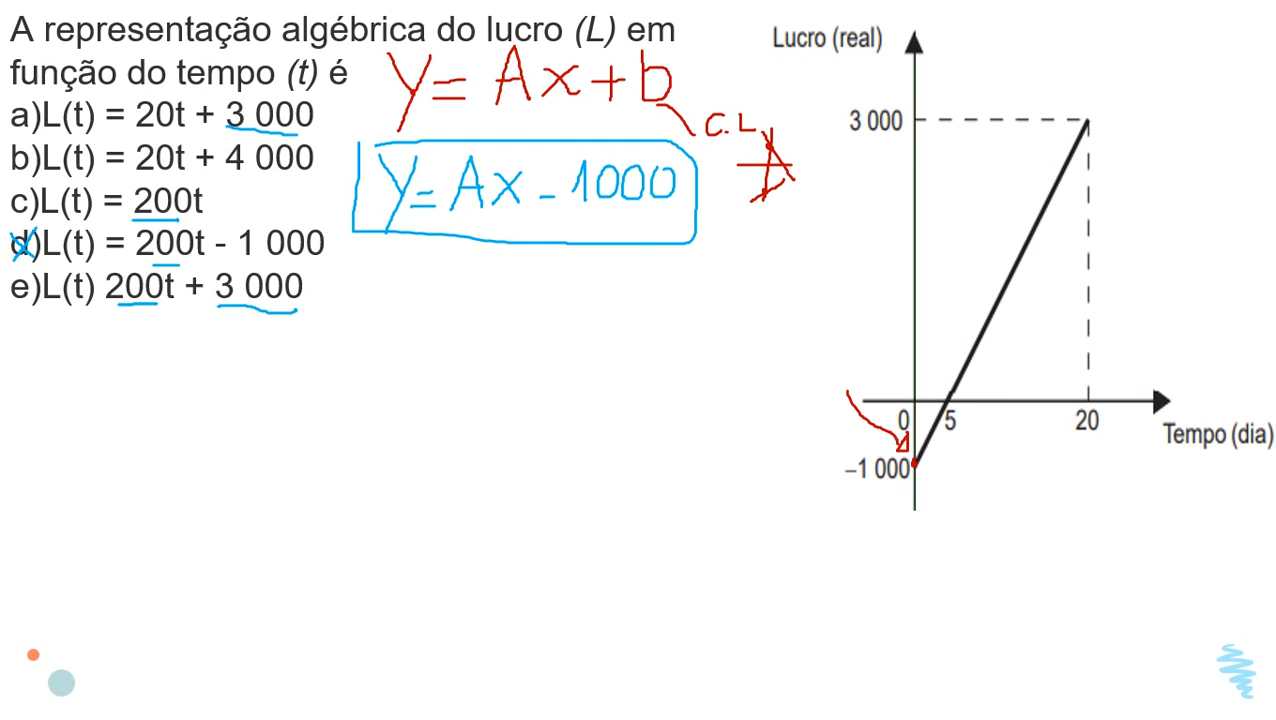 A representação algébrica do lucro (L) em
função do tempo (t) é
a)L(t) = 20t + 3 000
b)L(t) = 20t + 4 000
c)L(t) = 200t
d)L(t) = 200t - 1 000
e)L(t) 200t + 3 000
y = Ax + b
C.L
y
y = Ax - 1000
Lucro (real)
3 000
0
5
20
Tempo (dia)
–1 000